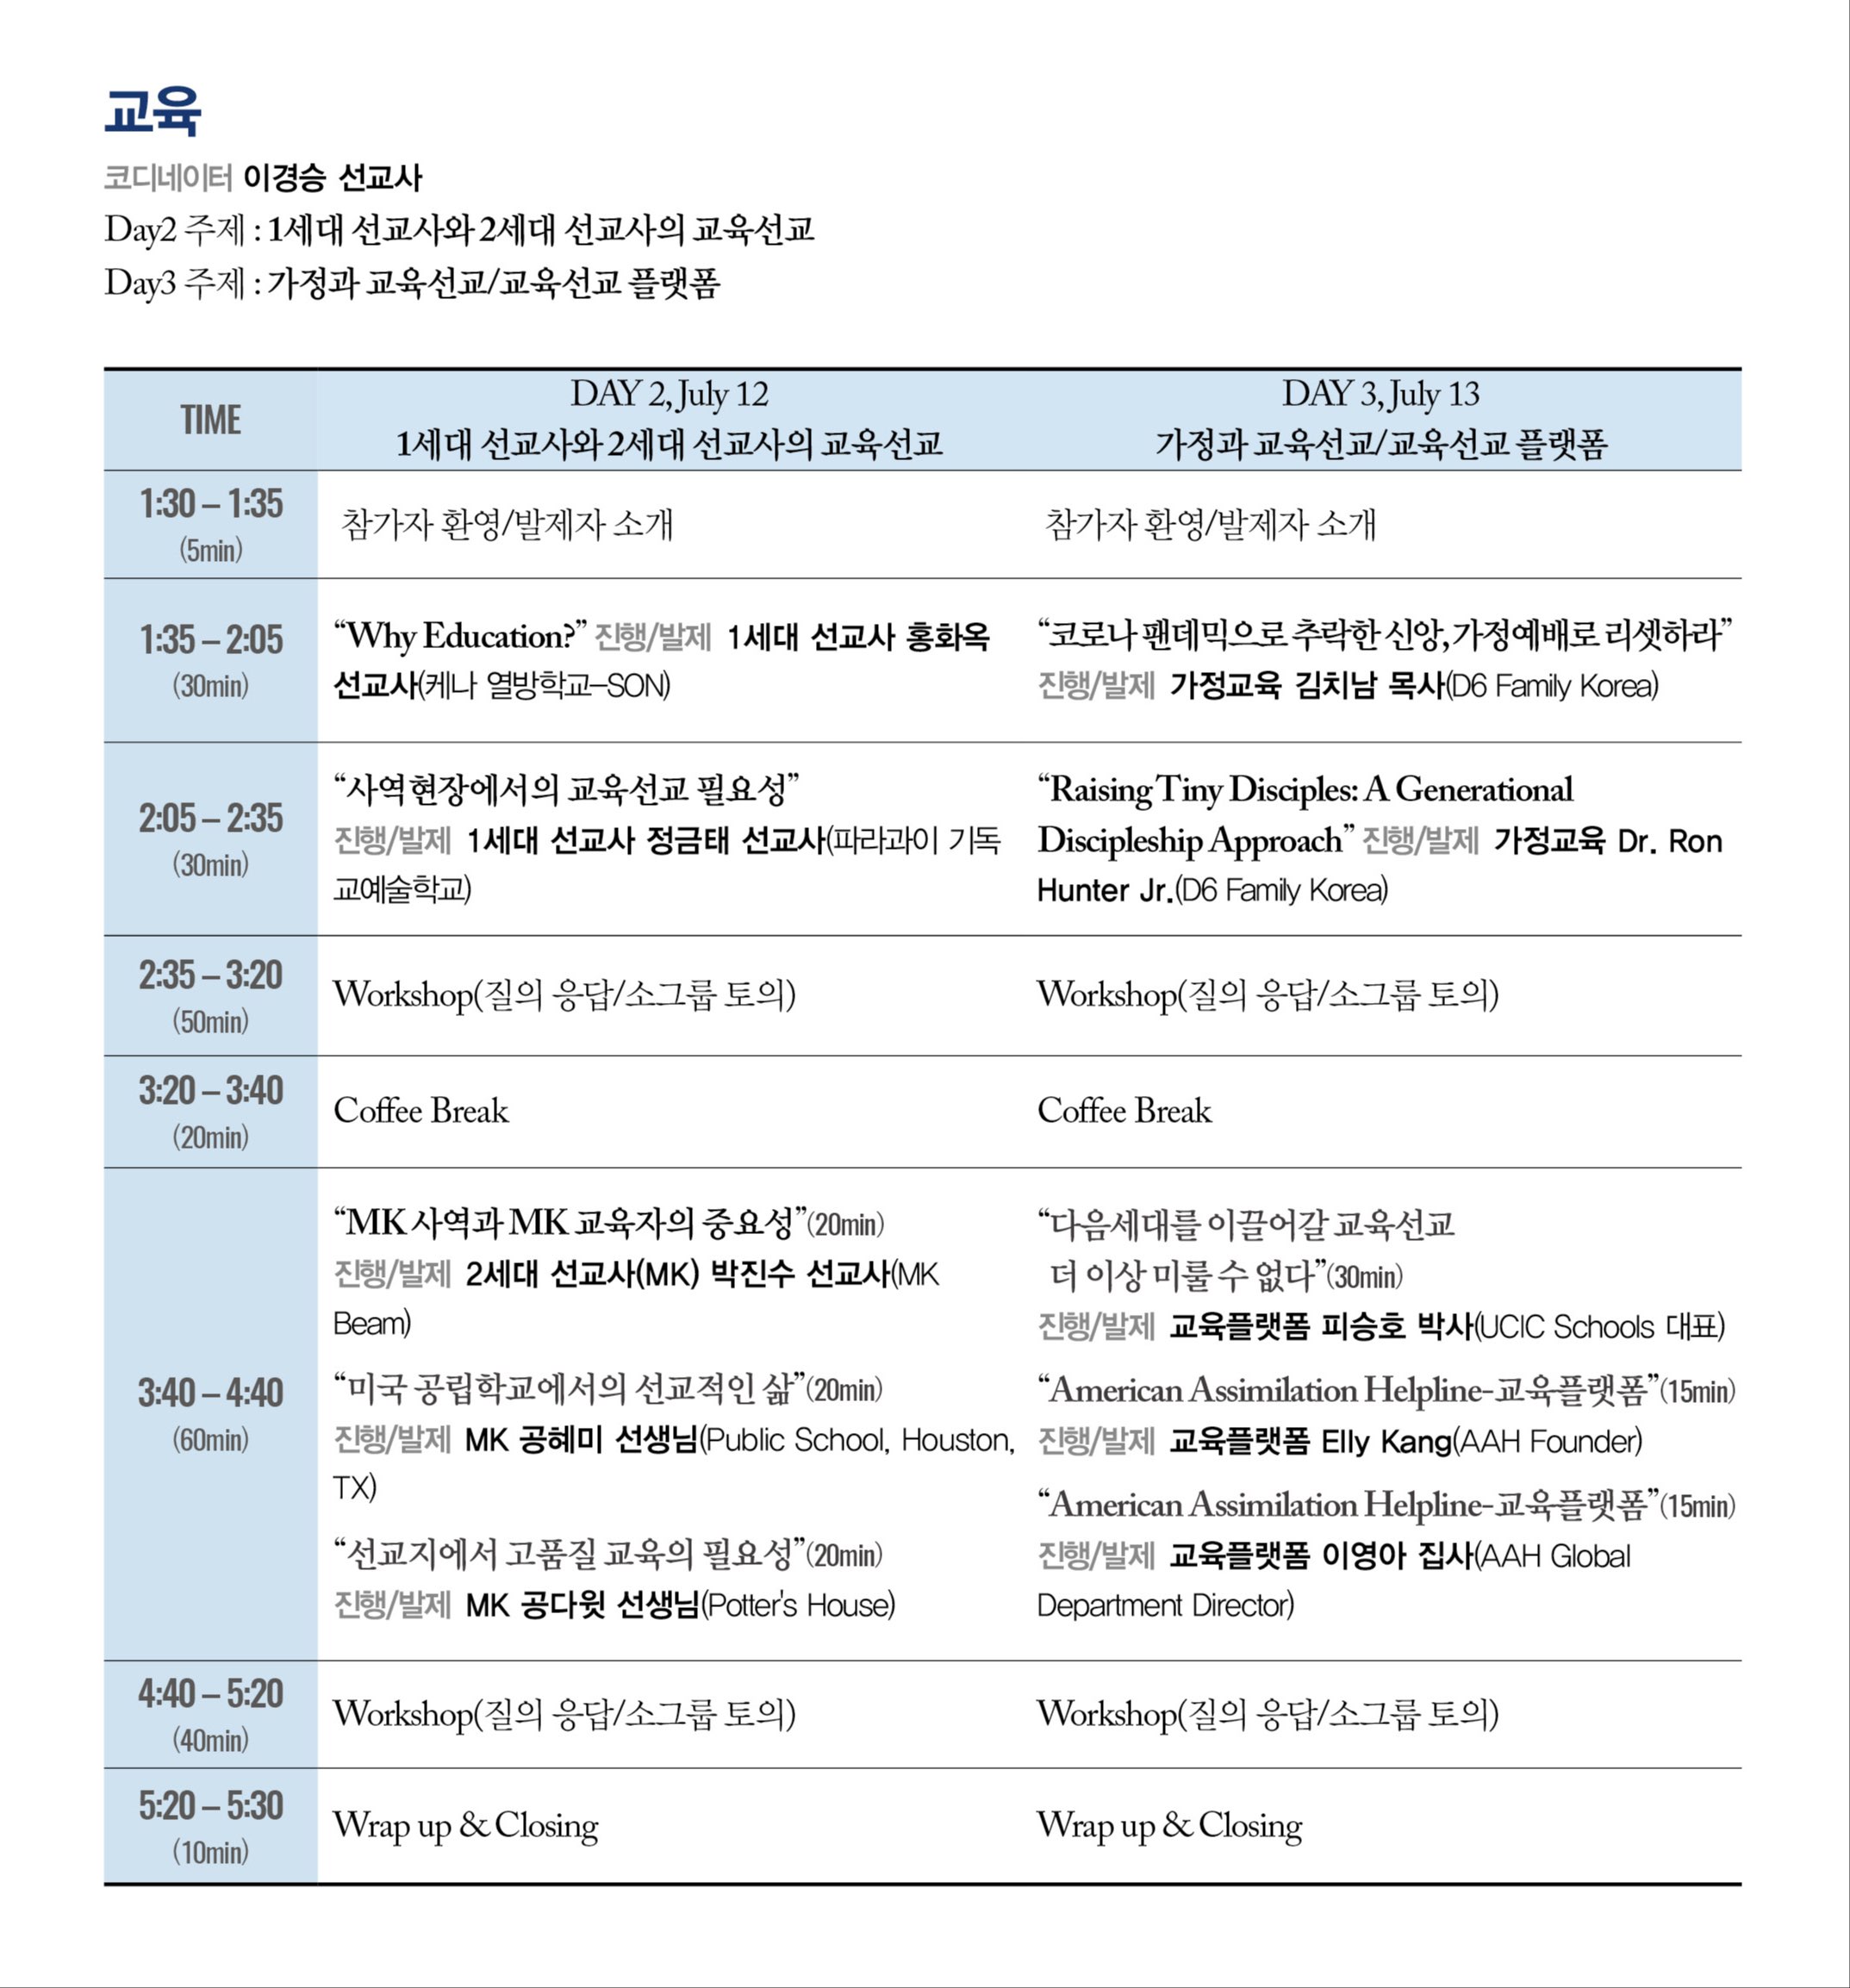 교육
코디네이터 이경승 선교사
Day2 주제 : 1세대 선교사와 2세대 선교사의 교육선교
Day3 주제 : 가정과 교육선교/교육선교 플랫폼
TIME
DAY 2, July 12
1세대 선교사와 2세대 선교사의 교육선교
DAY 3, July 13
가정과 교육선교/교육선교 플랫폼
1:30 – 1:35
(5min)
참가자 환영/발제자 소개
참가자 환영/발제자 소개
1:35 – 2:05
(30min)
“Why Education?” 진행/발제 1세대 선교사 홍화옥
선교사(케냐 열방학교–SON)
“코로나 팬데믹으로 추락한 신앙, 가정예배로 리셋하라”
진행/발제 가정교육 김치남 목사(D6 Family Korea)
2:05 – 2:35
(30min)
“사역현장에서의 교육선교 필요성”
진행/발제 1세대 선교사 정금태 선교사(파라과이 기독
교예술학교)
“Raising Tiny Disciples: A Generational
Discipleship Approach” 진행/발제 가정교육 Dr. Ron
Hunter Jr.(D6 Family Korea)
2:35 – 3:20
(50min)
Workshop(질의 응답/소그룹 토의)
Workshop(질의 응답/소그룹 토의)
3:20 – 3:40
(20min)
Coffee Break
Coffee Break
3:40 – 4:40
(60min)
“MK 사역과 MK 교육자의 중요성”(20min)
진행/발제 2세대 선교사(MK) 박진수 선교사(MK
Beam)
“미국 공립학교에서의 선교적인 삶”(20min)
진행/발제 MK 공혜미 선생님(Public School, Houston,
TX)
“선교지에서 고품질 교육의 필요성”(20min)
진행/발제 MK 공다윗 선생님(Potter's House)
“다음세대를 이끌어갈 교육선교
더 이상 미룰 수 없다”(30min)
진행/발제 교육플랫폼 피승호 박사(UCIC Schools 대표)
“American Assimilation Helpline-교육플랫폼”(15min)
진행/발제 교육플랫폼 Elly Kang(AAH Founder)
“American Assimilation Helpline-교육플랫폼”(15min)
진행/발제 교육플랫폼 이영아 집사(AAH Global
Department Director)
4:40 – 5:20
(40min)
Workshop(질의 응답/소그룹 토의)
Workshop(질의 응답/소그룹 토의)
5:20 – 5:30
(10min)
Wrap up & Closing
Wrap up & Closing